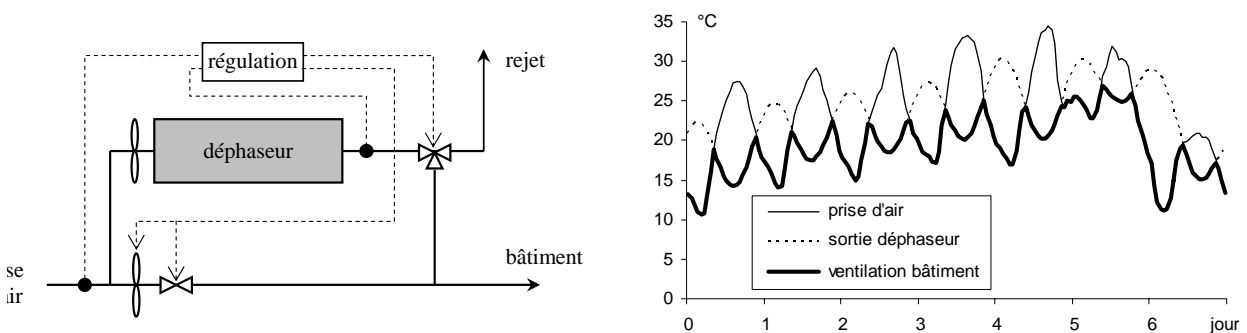 régulation
rejet
déphaseur
bâtiment
°C
35
30
25
20
15
10
5
0
prise d'air
sortie déphaseur
ventilation bâtiment
0 1 2 3 4 5 6 jour